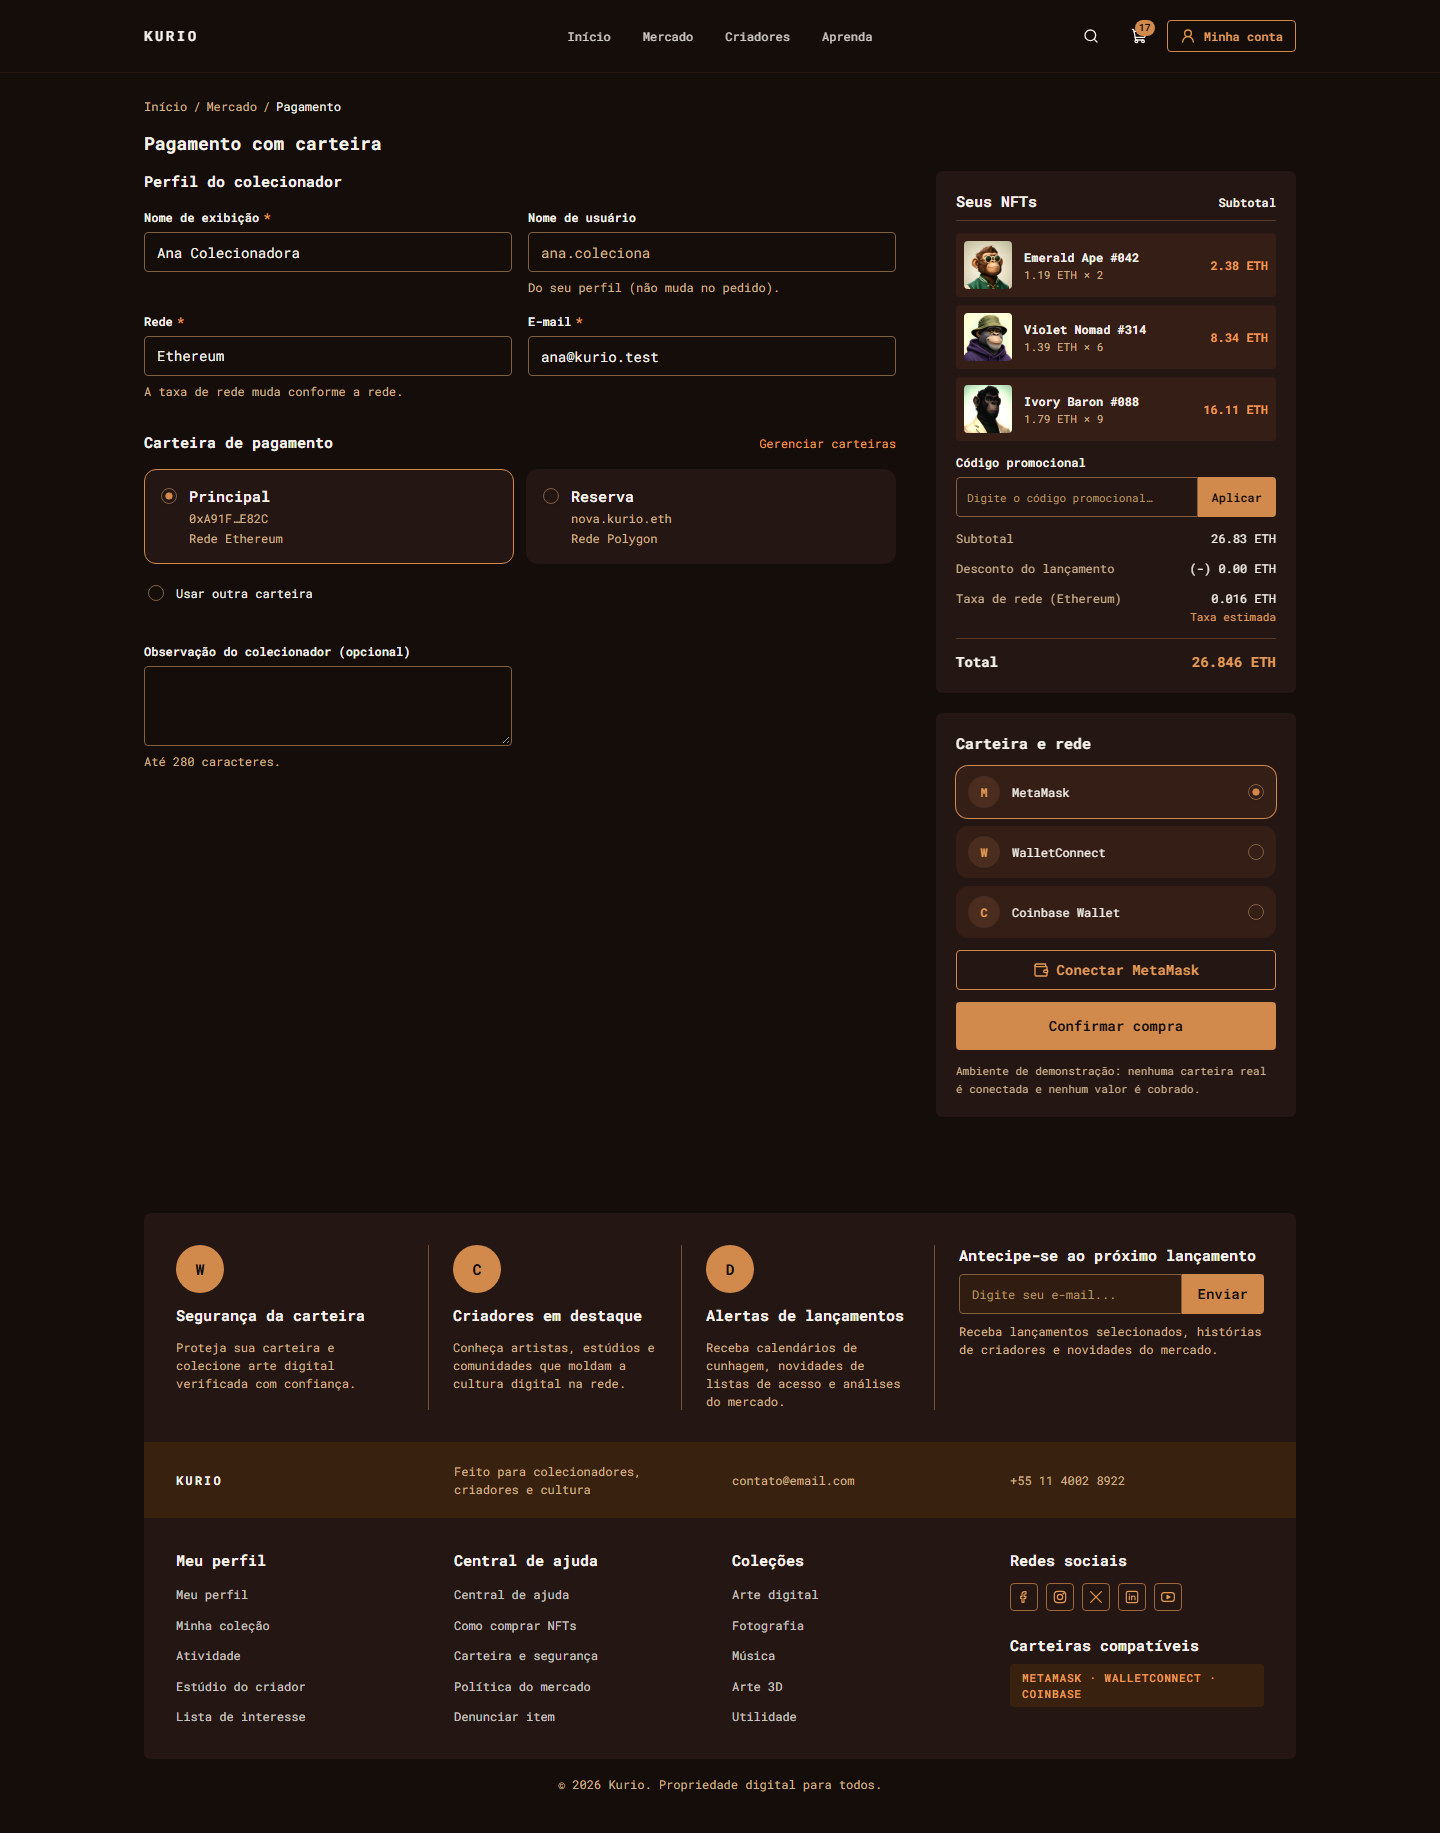 KURIO
Início
Mercado
Criadores
Aprenda
17
Minha conta
Início / Mercado / Pagamento
Pagamento com carteira
Perfil do colecionador
Nome de exibição *
Ana Colecionadora
Nome de usuário
ana.coleciona
Do seu perfil (não muda no pedido).
Rede *
Ethereum
A taxa de rede muda conforme a rede.
E-mail *
ana@kurio.test
Carteira de pagamento
Gerenciar carteiras
Principal
0xA91F…E82C
Rede Ethereum
Reserva
nova.kurio.eth
Rede Polygon
Usar outra carteira
Observação do colecionador (opcional)
Até 280 caracteres.
Seus NFTs
Subtotal
Emerald Ape #042
1.19 ETH × 2
2.38 ETH
Violet Nomad #314
1.39 ETH × 6
8.34 ETH
Ivory Baron #088
1.79 ETH × 9
16.11 ETH
Código promocional
Digite o código promocional…
Aplicar
Subtotal
26.83 ETH
Desconto do lançamento
(-) 0.00 ETH
Taxa de rede (Ethereum)
0.016 ETH
Taxa estimada
Total
26.846 ETH
Carteira e rede
M
MetaMask
W
WalletConnect
C
Coinbase Wallet
Conectar MetaMask
Confirmar compra
Ambiente de demonstração: nenhuma carteira real
é conectada e nenhum valor é cobrado.
W
Segurança da carteira
Proteja sua carteira e
colecione arte digital
verificada com confiança.
C
Criadores em destaque
Conheça artistas, estúdios e
comunidades que moldam a
cultura digital na rede.
D
Alertas de lançamentos
Receba calendários de
cunhagem, novidades de
listas de acesso e análises
do mercado.
Antecipe-se ao próximo lançamento
Digite seu e-mail...
Enviar
Receba lançamentos selecionados, histórias
de criadores e novidades do mercado.
KURIO
Feito para colecionadores,
criadores e cultura
contato@email.com
+55 11 4002 8922
Meu perfil
Meu perfil
Minha coleção
Atividade
Estúdio do criador
Lista de interesse
Central de ajuda
Central de ajuda
Como comprar NFTs
Carteira e segurança
Política do mercado
Denunciar item
Coleções
Arte digital
Fotografia
Música
Arte 3D
Utilidade
Redes sociais
Carteiras compatíveis
METAMASK · WALLETCONNECT ·
COINBASE
© 2026 Kurio. Propriedade digital para todos.